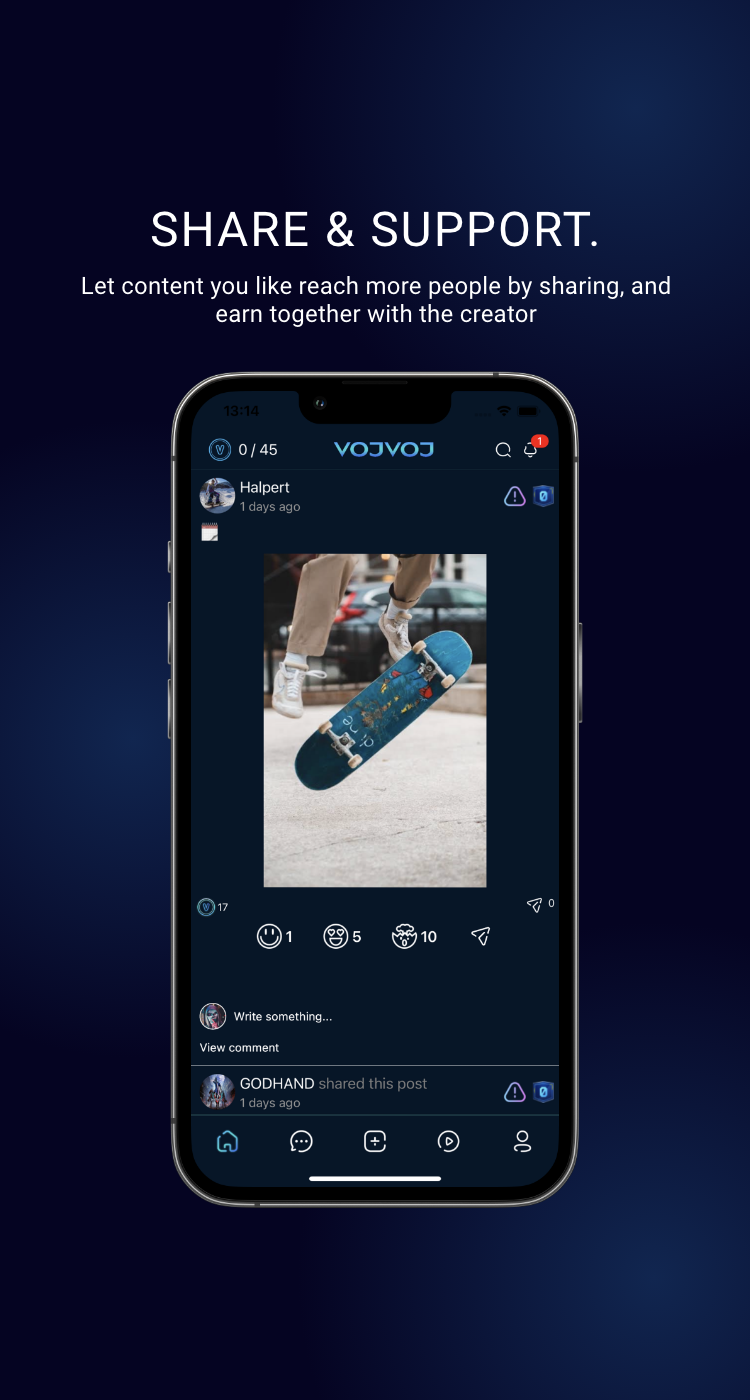 SHARE & SUPPORT.
Let content you like reach more people by sharing, and
earn together with the creator
13:14
0 / 45
VOJVOJ
1
Halpert
1 days ago
0
17
0
1
5
10
Write something...
View comment
GODHAND shared this post
1 days ago
0